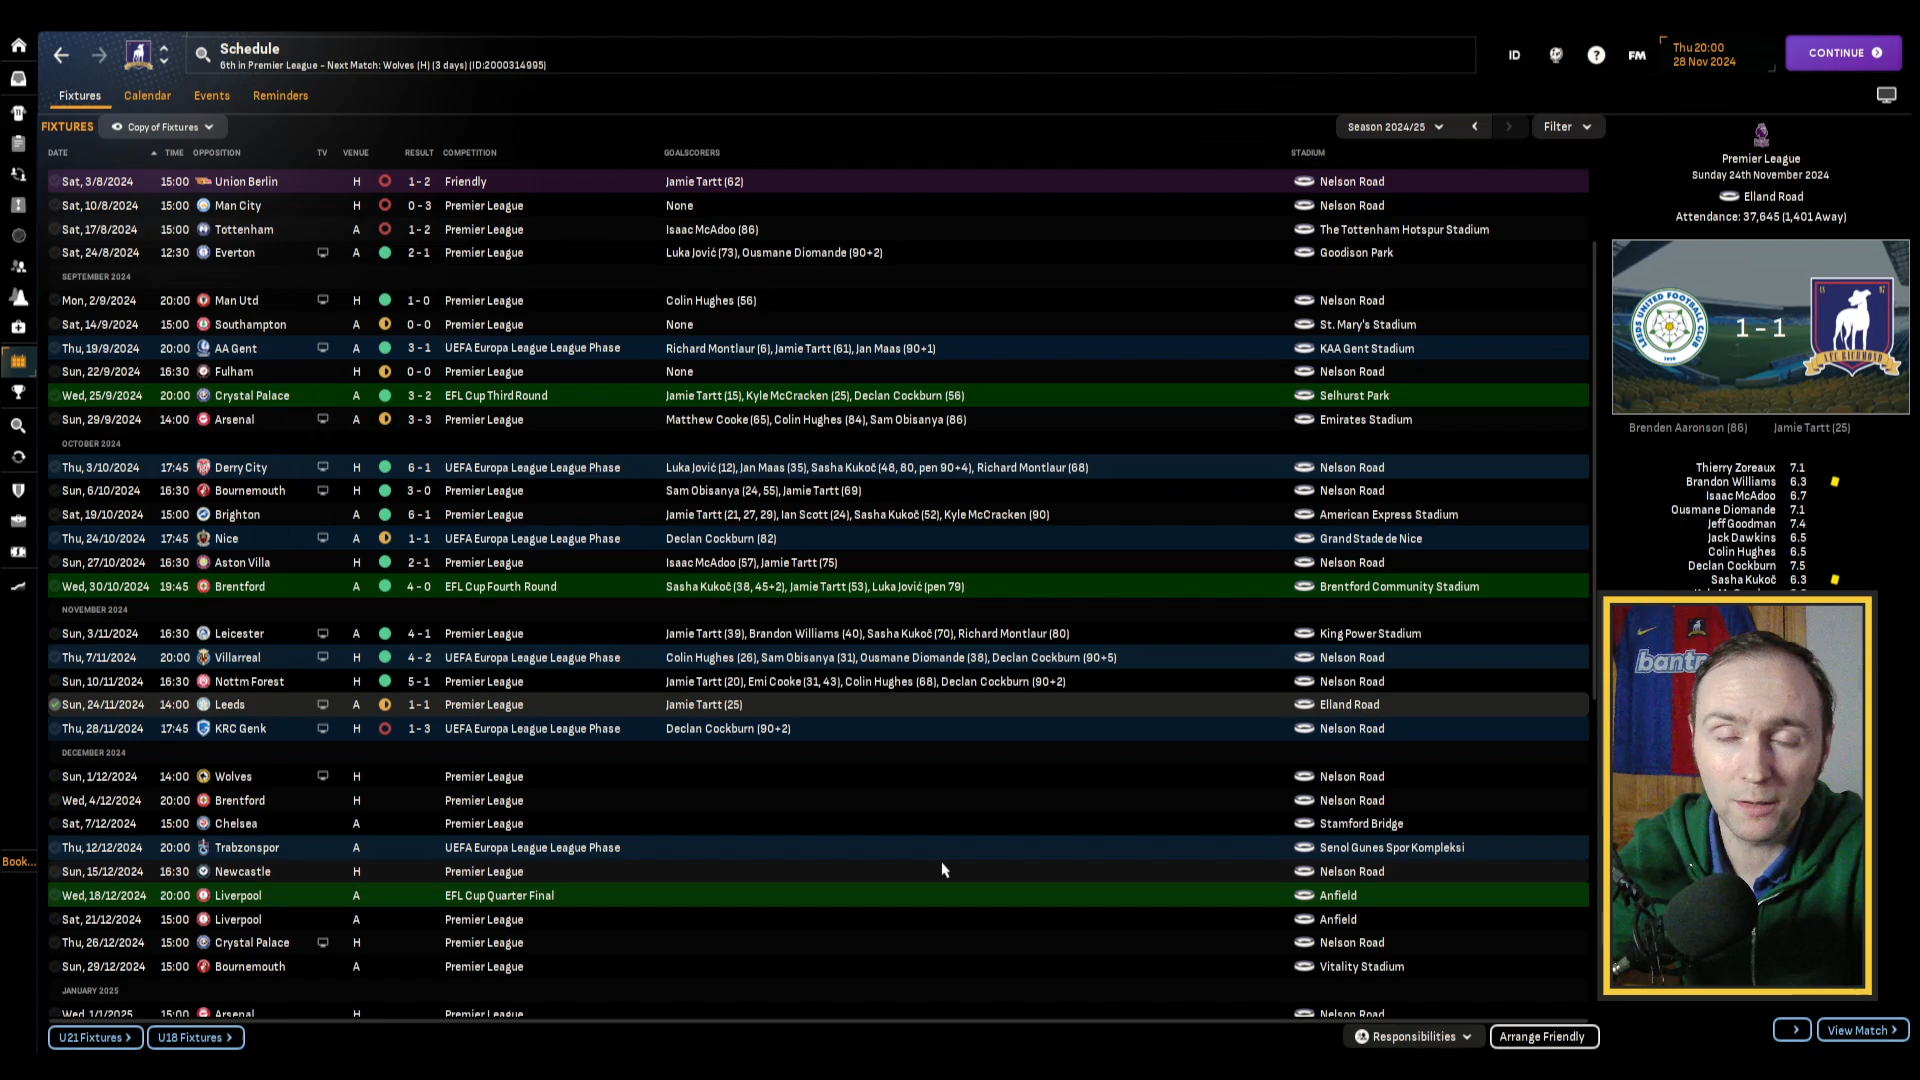 Schedule
6th in Premier League - Next Match: Wolves (H) (3 days) (ID:2000314995)
ID
FM
Thu 20:00
28 Nov 2024
CONTINUE
Fixtures Calendar Events Reminders
FIXTURES Copy of Fixtures Season 2024/25 Filter
DATE TIME OPPOSITION TV VENUE RESULT COMPETITION GOALSCORERS STADIUM
Sat, 3/8/2024 15:00 Union Berlin H 1 - 2 Friendly Jamie Tartt (62) Nelson Road
Sat, 10/8/2024 15:00 Man City H 0 - 3 Premier League None Nelson Road
Sat, 17/8/2024 15:00 Tottenham A 1 - 2 Premier League Isaac McAdoo (86) The Tottenham Hotspur Stadium
Sat, 24/8/2024 12:30 Everton A 2 - 1 Premier League Luka Jović (73), Ousmane Diomande (90+2) Goodison Park
SEPTEMBER 2024
Mon, 2/9/2024 20:00 Man Utd H 1 - 0 Premier League Colin Hughes (56) Nelson Road
Sat, 14/9/2024 15:00 Southampton A 0 - 0 Premier League None St. Mary's Stadium
Thu, 19/9/2024 20:00 AA Gent A 3 - 1 UEFA Europa League League Phase Richard Montlaur (6), Jamie Tartt (61), Jan Maas (90+1) KAA Gent Stadium
Sun, 22/9/2024 16:30 Fulham H 0 - 0 Premier League None Nelson Road
Wed, 25/9/2024 20:00 Crystal Palace A 3 - 2 EFL Cup Third Round Jamie Tartt (15), Kyle McCracken (25), Declan Cockburn (56) Selhurst Park
Sun, 29/9/2024 14:00 Arsenal A 3 - 3 Premier League Matthew Cooke (65), Colin Hughes (84), Sam Obisanya (86) Emirates Stadium
OCTOBER 2024
Thu, 3/10/2024 17:45 Derry City H 6 - 1 UEFA Europa League League Phase Luka Jović (12), Jan Maas (35), Sasha Kukoč (48, 80, pen 90+4), Richard Montlaur (68) Nelson Road
Sun, 6/10/2024 16:30 Bournemouth H 3 - 0 Premier League Sam Obisanya (24, 55), Jamie Tartt (69) Nelson Road
Sat, 19/10/2024 15:00 Brighton A 6 - 1 Premier League Jamie Tartt (21, 27, 29), Ian Scott (24), Sasha Kukoč (52), Kyle McCracken (90) American Express Stadium
Thu, 24/10/2024 17:45 Nice A 1 - 1 UEFA Europa League League Phase Declan Cockburn (82) Grand Stade de Nice
Sun, 27/10/2024 16:30 Aston Villa H 2 - 1 Premier League Isaac McAdoo (57), Jamie Tartt (75) Nelson Road
Wed, 30/10/2024 19:45 Brentford A 4 - 0 EFL Cup Fourth Round Sasha Kukoč (38, 45+2), Jamie Tartt (53), Luka Jović (pen 79) Brentford Community Stadium
NOVEMBER 2024
Sun, 3/11/2024 16:30 Leicester A 4 - 1 Premier League Jamie Tartt (39), Brandon Williams (40), Sasha Kukoč (70), Richard Montlaur (80) King Power Stadium
Thu, 7/11/2024 20:00 Villarreal H 4 - 2 UEFA Europa League League Phase Colin Hughes (26), Sam Obisanya (31), Ousmane Diomande (38), Declan Cockburn (90+5) Nelson Road
Sun, 10/11/2024 16:30 Nottm Forest H 5 - 1 Premier League Jamie Tartt (20), Emi Cooke (31, 43), Colin Hughes (68), Declan Cockburn (90+2) Nelson Road
Sun, 24/11/2024 14:00 Leeds A 1 - 1 Premier League Jamie Tartt (25) Elland Road
Thu, 28/11/2024 17:45 KRC Genk H 1 - 3 UEFA Europa League League Phase Declan Cockburn (90+2) Nelson Road
DECEMBER 2024
Sun, 1/12/2024 14:00 Wolves H Premier League Nelson Road
Wed, 4/12/2024 20:00 Brentford H Premier League Nelson Road
Sat, 7/12/2024 15:00 Chelsea A Premier League Stamford Bridge
Thu, 12/12/2024 20:00 Trabzonspor A UEFA Europa League League Phase Senol Gunes Spor Kompleksi
Sun, 15/12/2024 16:30 Newcastle H Premier League Nelson Road
Wed, 18/12/2024 20:00 Liverpool A EFL Cup Quarter Final Anfield
Sat, 21/12/2024 15:00 Liverpool A Premier League Anfield
Thu, 26/12/2024 15:00 Crystal Palace H Premier League Nelson Road
Sun, 29/12/2024 15:00 Bournemouth A Premier League Vitality Stadium
JANUARY 2025
Wed, 1/1/2025 15:00 Arsenal H Premier League Nelson Road
U21 Fixtures > U18 Fixtures > Responsibilities Arrange Friendly
Book...
Premier League
Sunday 24th November 2024
Elland Road
Attendance: 37,645 (1,401 Away)
LEEDS UNITED FOOTBALL CLUB
1 - 1
18 97
AFC RICHMOND
Brenden Aaronson (86) Jamie Tartt (25)
Thierry Zoreaux 7.1
Brandon Williams 6.3
Isaac McAdoo 6.7
Ousmane Diomande 7.1
Jeff Goodman 7.4
Jack Dawkins 6.5
Colin Hughes 6.5
Declan Cockburn 7.5
Sasha Kukoč 6.3
bantr
View Match >